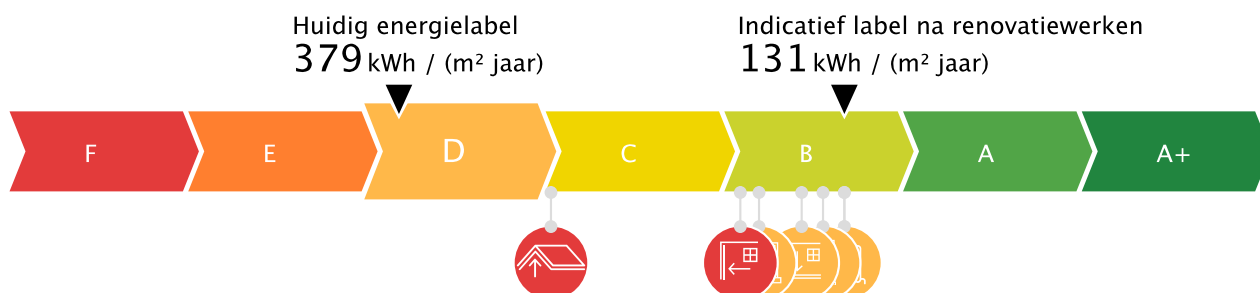 Huidig energielabel
379 kWh / (m² jaar)
Indicatief label na renovatiewerken
131 kWh / (m² jaar)
F
E
D
C
B
A
A+